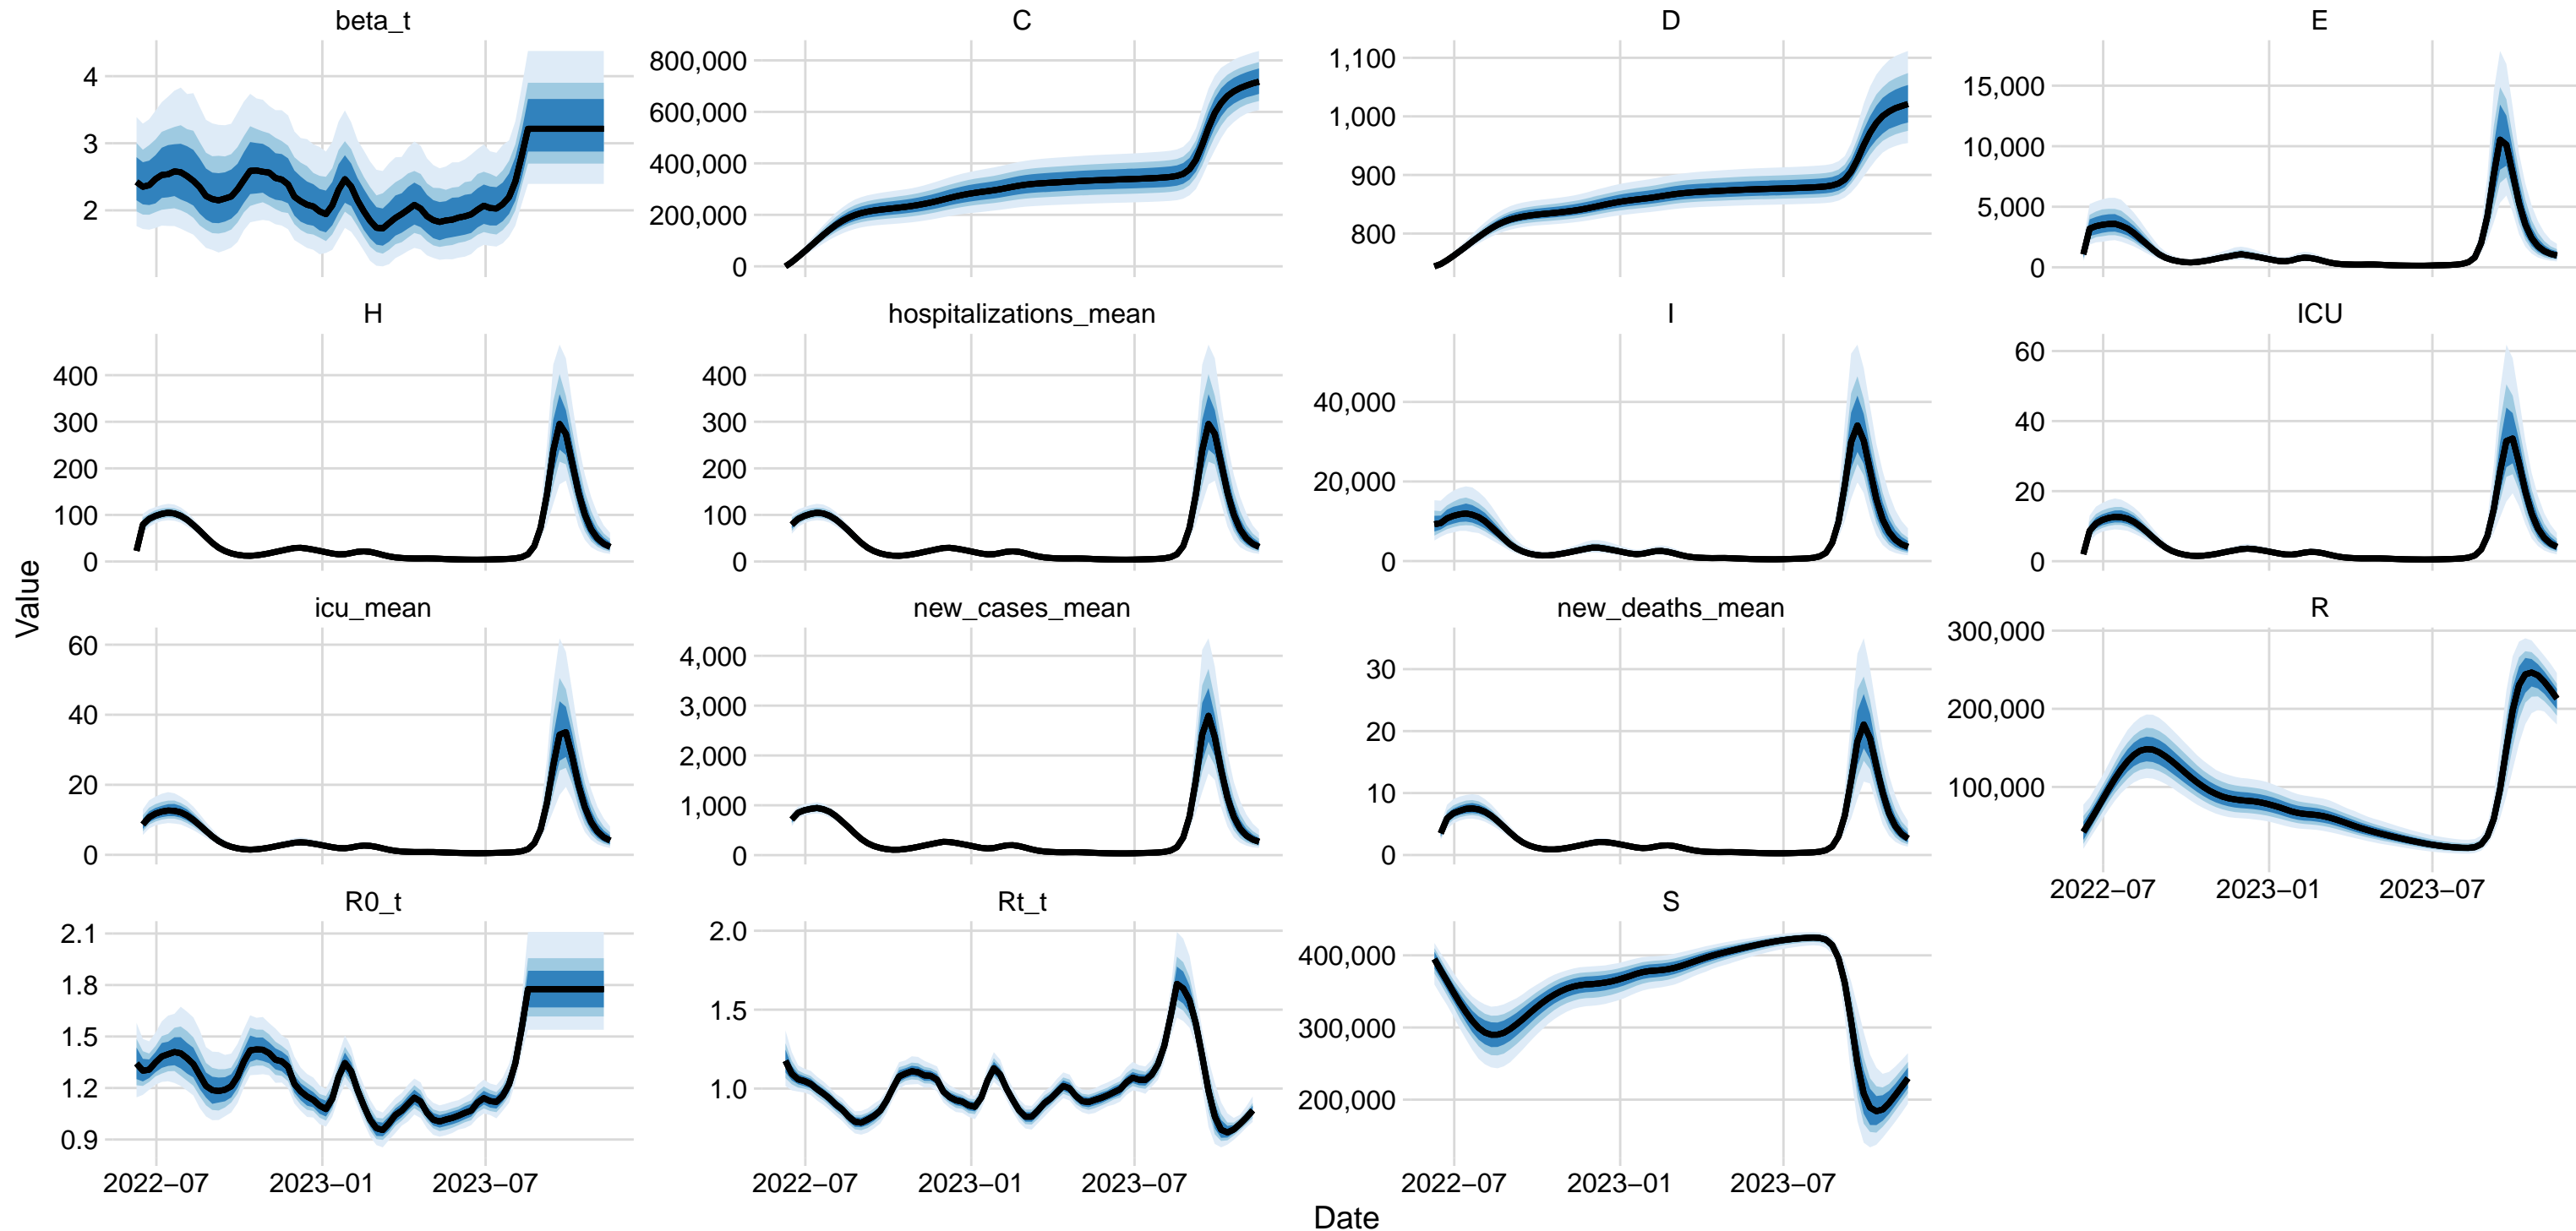 beta_t
C
D
E
4
3
2
800,000
600,000
400,000
200,000
0
1,100
1,000
900
800
15,000
10,000
5,000
0
H
hospitalizations_mean
I
ICU
400
300
200
100
0
400
300
200
100
0
40,000
20,000
0
60
40
20
0
icu_mean
new_cases_mean
new_deaths_mean
R
60
40
20
0
4,000
3,000
2,000
1,000
0
30
20
10
0
300,000
200,000
100,000
2022−07 2023−01 2023−07
R0_t
Rt_t
S
2.1
1.8
1.5
1.2
0.9
2.0
1.5
1.0
400,000
300,000
200,000
2022−07 2023−01 2023−07
2022−07 2023−01 2023−07
2022−07 2023−01 2023−07
Date
Value